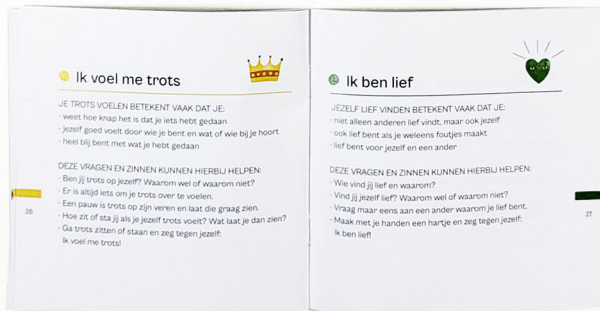 Ik voel me trots
JE TROTS VOELEN BETEKENT VAAK DAT JE:
· weet hoe knap het is dat je iets hebt gedaan
· jezelf goed voelt door wie je bent en wat of wie bij je hoort
· heel blij bent met wat je hebt gedaan
DEZE VRAGEN EN ZINNEN KUNNEN HIERBIJ HELPEN:
· Ben jij trots op jezelf? Waarom wel of waarom niet?
· Er is altijd iets om je trots over te voelen.
· Een pauw is trots op zijn veren en laat die graag zien.
· Hoe zit of sta jij als je jezelf trots voelt? Wat laat je dan zien?
· Ga trots zitten of staan en zeg tegen jezelf:
Ik voel me trots!
26
Ik ben lief
JEZELF LIEF VINDEN BETEKENT VAAK DAT JE:
· niet alleen anderen lief vindt, maar ook jezelf
· ook lief bent als je weleens foutjes maakt
· lief bent voor jezelf en een ander
DEZE VRAGEN EN ZINNEN KUNNEN HIERBIJ HELPEN:
· Wie vind jij lief en waarom?
· Vind jij jezelf lief? Waarom wel of waarom niet?
· Vraag maar eens aan een ander waarom je lief bent.
· Maak met je handen een hartje en zeg tegen jezelf:
Ik ben lief!
27